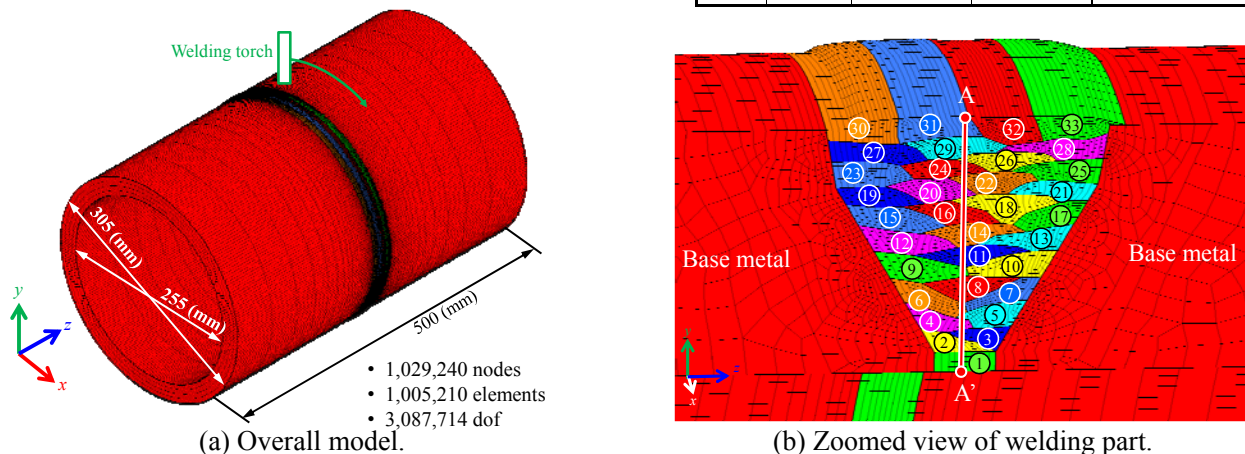 Welding torch
305 (mm)
255 (mm)
500 (mm)
y
z
x
• 1,029,240 nodes
• 1,005,210 elements
• 3,087,714 dof
(a) Overall model.
A
30 31 32 33
27 29 26 28
23 24 22 25
19 20 18 21
15 16 14 17
12 11 13
Base metal
Base metal
9 8 10
6 7
4 5
2 3
1
A’
y
z
x
(b) Zoomed view of welding part.